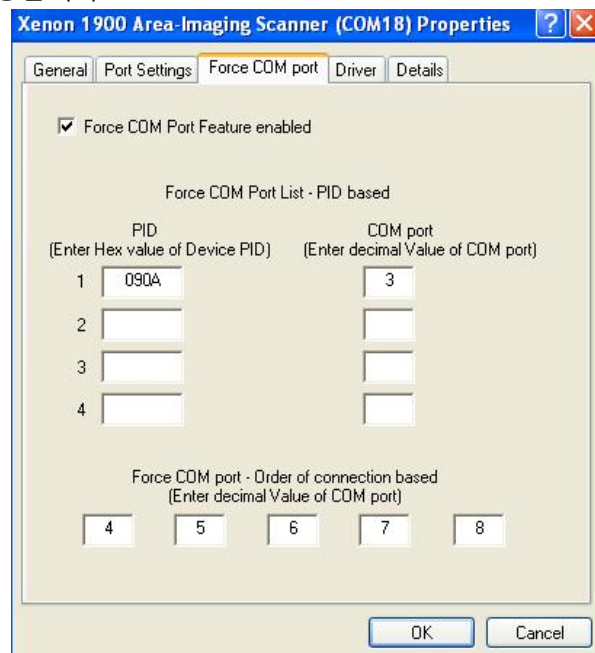 Xenon 1900 Area-Imaging Scanner (COM18) Properties
General Port Settings Force COM port Driver Details
Force COM Port Feature enabled
Force COM Port List - PID based
PID COM port
(Enter Hex value of Device PID) (Enter decimal Value of COM port)
1 090A 3
2
3
4
Force COM port - Order of connection based
(Enter decimal Value of COM port)
4 5 6 7 8
OK Cancel